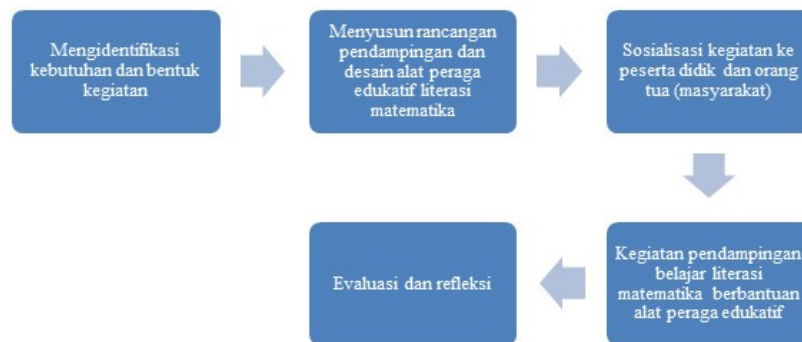 Mengidentifikasi
kebutuhan dan bentuk
kegiatan
Menyusun rancangan
pendampingan dan
desain alat peraga
edukatif literasi
matematika
Sosialisasi kegiatan ke
peserta didik dan orang
tua (masyarakat)
Kegiatan pendampingan
belajar literasi
matematika berbantuan
alat peraga edukatif
Evaluasi dan refleksi